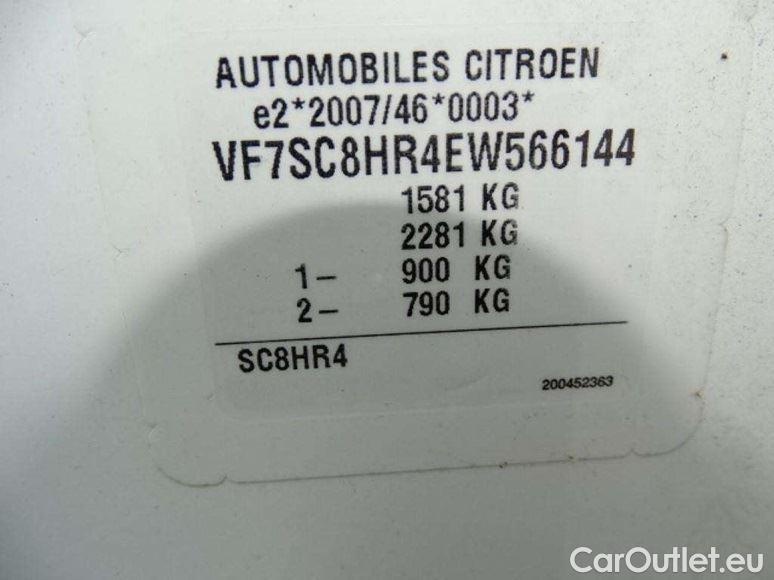 AUTOMOBILES CITROEN
e2*2007/46*0003*
VF7SC8HR4EW566144
1581 KG
2281 KG
1- 900 KG
2- 790 KG
SC8HR4
200452363
CarOutlet.eu